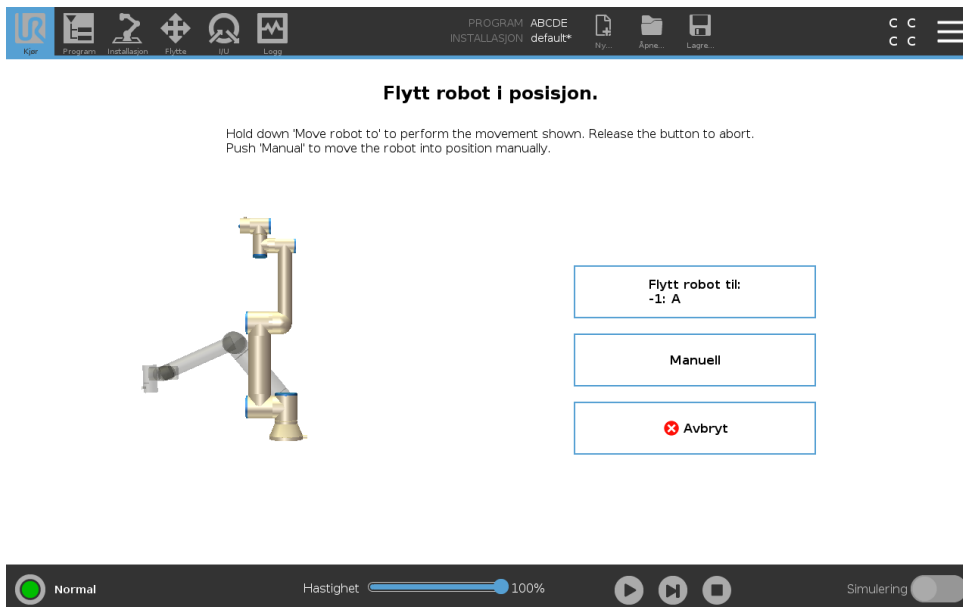 PROGRAM ABCDE
INSTALLASJON default*
UR
Kjør
Program
Installasjon
Flytte
I/U
Logg
Ny...
Åpne...
Lagre...
C C
C C
Flytt robot i posisjon.
Hold down 'Move robot to' to perform the movement shown. Release the button to abort.
Push 'Manual' to move the robot into position manually.
Flytt robot til:
-1: A
Manuell
Avbryt
Normal
Hastighet
100%
Simulering